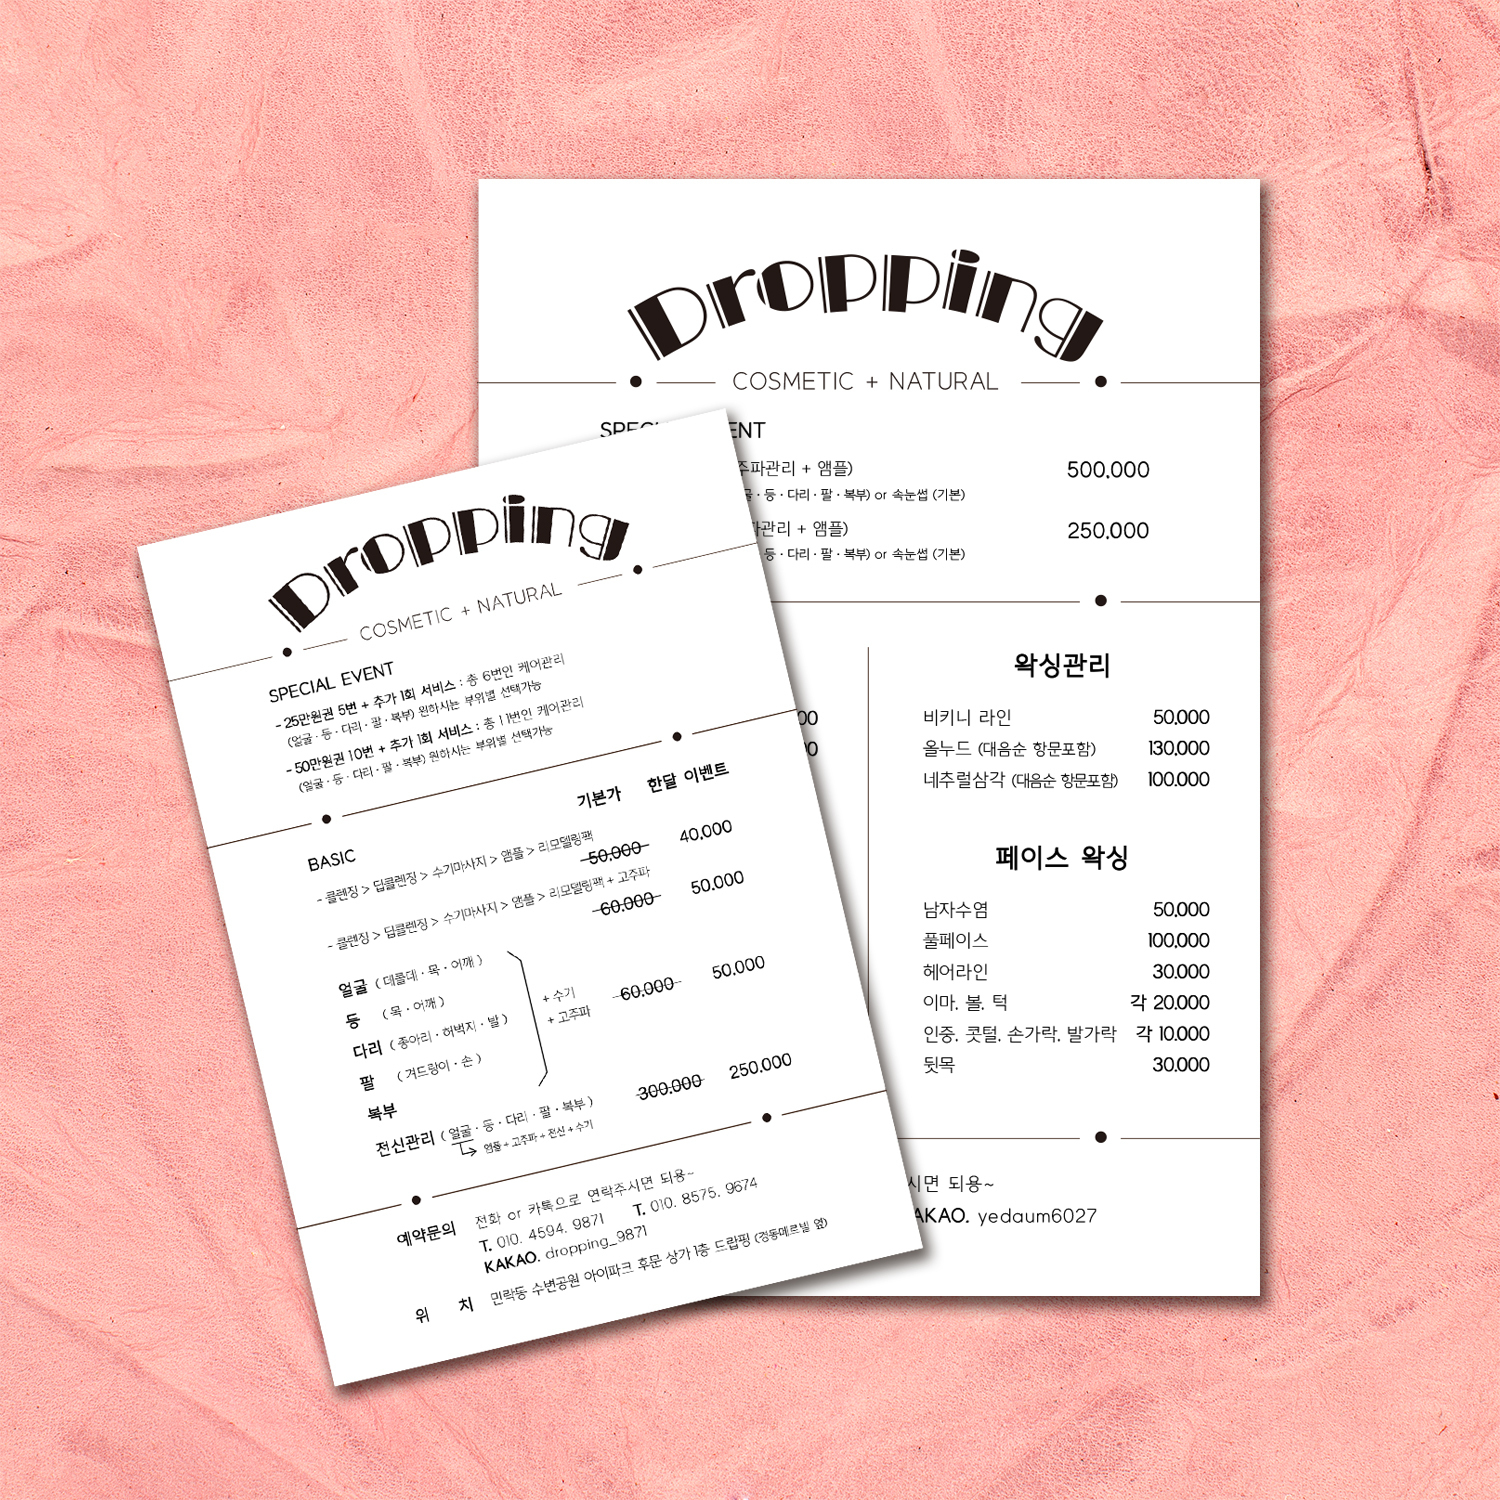 Dropping
COSMETIC + NATURAL
SPECIAL EVENT
- 25만원권 5번 + 추가 1회 서비스 : 총 6번인 케어관리
(얼굴 · 등 · 다리 · 팔 · 복부) 원하시는 부위별 선택가능
- 50만원권 10번 + 추가 1회 서비스 : 총 11번인 케어관리
(얼굴 · 등 · 다리 · 팔 · 복부) 원하시는 부위별 선택가능
기본가 한달 이벤트
BASIC
- 클렌징 > 딥클렌징 > 수기마사지 > 앰플 > 리모델링팩 50.000 40.000
- 클렌징 > 딥클렌징 > 수기마사지 > 앰플 > 리모델링팩 + 고주파 60.000 50.000
얼굴 ( 데콜데 · 목 · 어깨 )
등 ( 목 · 어깨 )
다리 ( 종아리 · 허벅지 · 발 )
팔 ( 겨드랑이 · 손 )
복부
+ 수기
+ 고주파
60.000 50.000
전신관리 ( 얼굴 · 등 · 다리 · 팔 · 복부 ) 300.000 250.000
앰플 + 고주파 + 전신 + 수기
예약문의 전화 or 카톡으로 연락주시면 되용~
T. 010. 4594. 9871 T. 010. 8575. 9674
KAKAO. dropping_9871
위 치 민락동 수변공원 아이파크 후문 상가 1층 드랍핑 (경동메르빌 옆)
Dropping
COSMETIC + NATURAL
SPEC ENT
주파관리 + 앰플) 500.000
· 등 · 다리 · 팔 · 복부) or 속눈썹 (기본)
관리 + 앰플) 250.000
등 · 다리 · 팔 · 복부) or 속눈썹 (기본)
왁싱관리
비키니 라인 50.000
올누드 (대음순 항문포함) 130.000
네추럴삼각 (대음순 항문포함) 100.000
페이스 왁싱
남자수염 50.000
풀페이스 100.000
헤어라인 30.000
이마. 볼. 턱 각 20.000
인중. 콧털. 손가락. 발가락 각 10.000
뒷목 30.000
시면 되용~
AKAO. yedaum6027